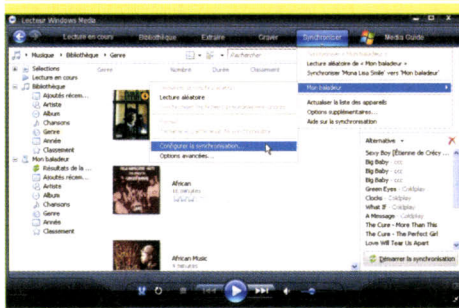 Lecteur Windows Media
Lecture en cours Bibliothèque Extraire Graver Synchroniser Media Guide
Musique Bibliothèque Genre Rechercher
Sélections
Lecture en cours
Bibliothèque
Ajoutés récem...
Artiste
Album
Chansons
Genre
Année
Classement
Mon baladeur
Résultats de la ...
Ajoutés récem...
Artiste
Album
Chansons
Genre
Année
Classement
Genre Nombre Durée Classement
Lecture aléatoire
Configurer la synchronisation...
Options avancées...
African
African Music
Lecture aléatoire de « Mon baladeur »
Synchroniser 'Mona Lisa Smile' vers 'Mon baladeur'
Mon baladeur
Actualiser la liste des appareils
Options supplémentaires...
Aide sur la synchronisation
Alternative
Sexy Boy [Étienne de Crécy ...
Big Baby
Big Baby
Big Baby
Green Eyes - Coldplay
Clocks - Coldplay
What If - Coldplay
A Message - Coldplay
The Cure - More Than This
The Cure - The Perfect Girl
Love Will Tear Us Apart
Démarrer la synchronisation